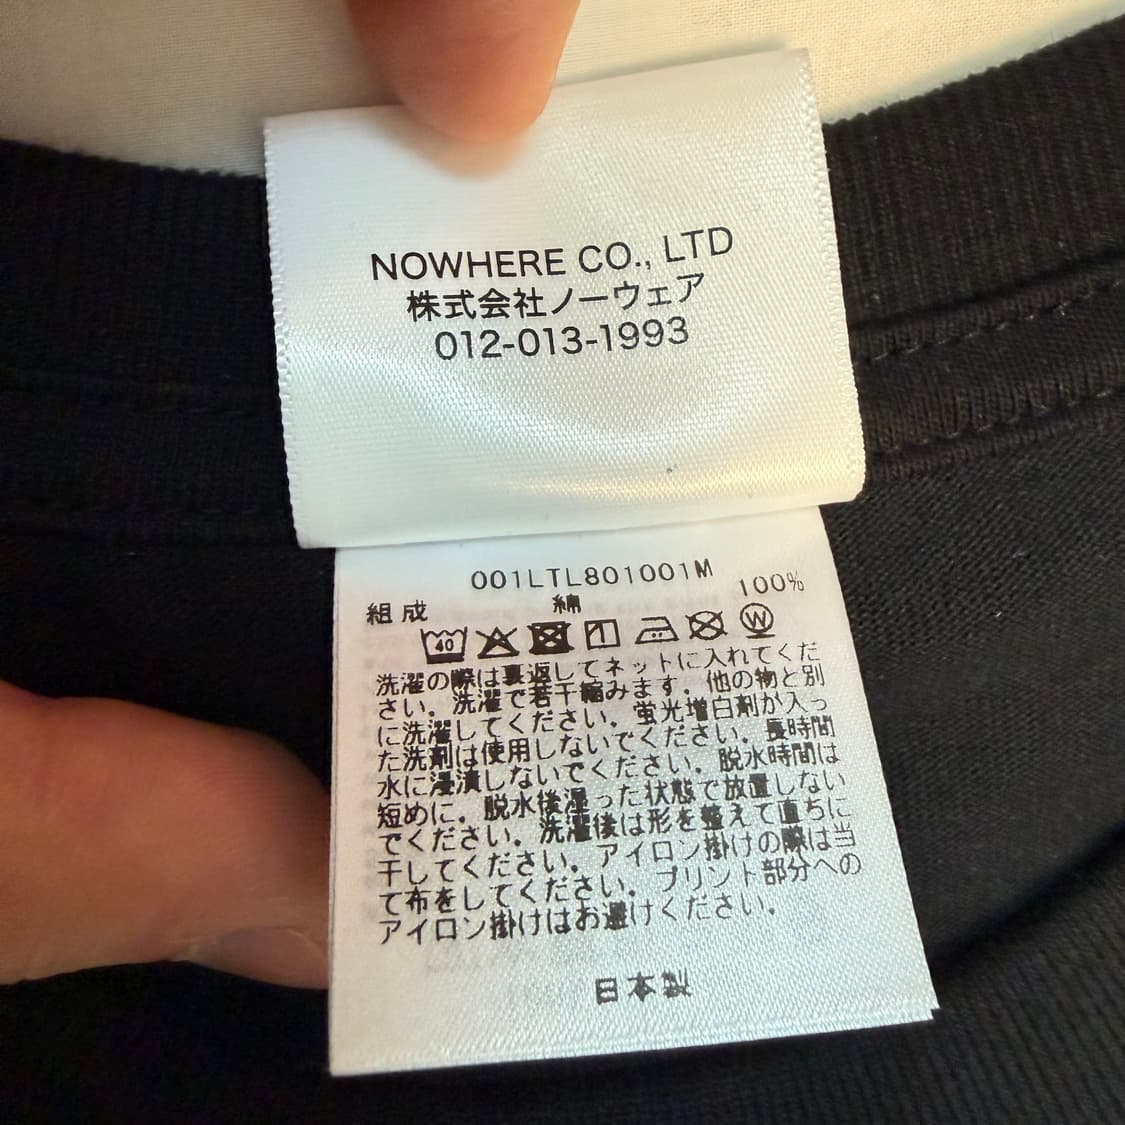 NOWHERE CO., LTD
株式会社ノーウェア
012-013-1993
001LTL801001M
組成 綿 100%
40
W
洗濯の際は裏返してネットに入れてくだ
さい。洗濯で若干縮みます。他の物と別
に洗濯してください。蛍光増白剤が入っ
た洗剤は使用しないでください。長時間
水に浸漬しないでください。脱水時間は
短めに。脱水後湿った状態で放置しない
でください。洗濯後は形を整えて直ちに
干してください。アイロン掛けの際は当
て布をしてください。プリント部分への
アイロン掛けはお避けください。
日本製